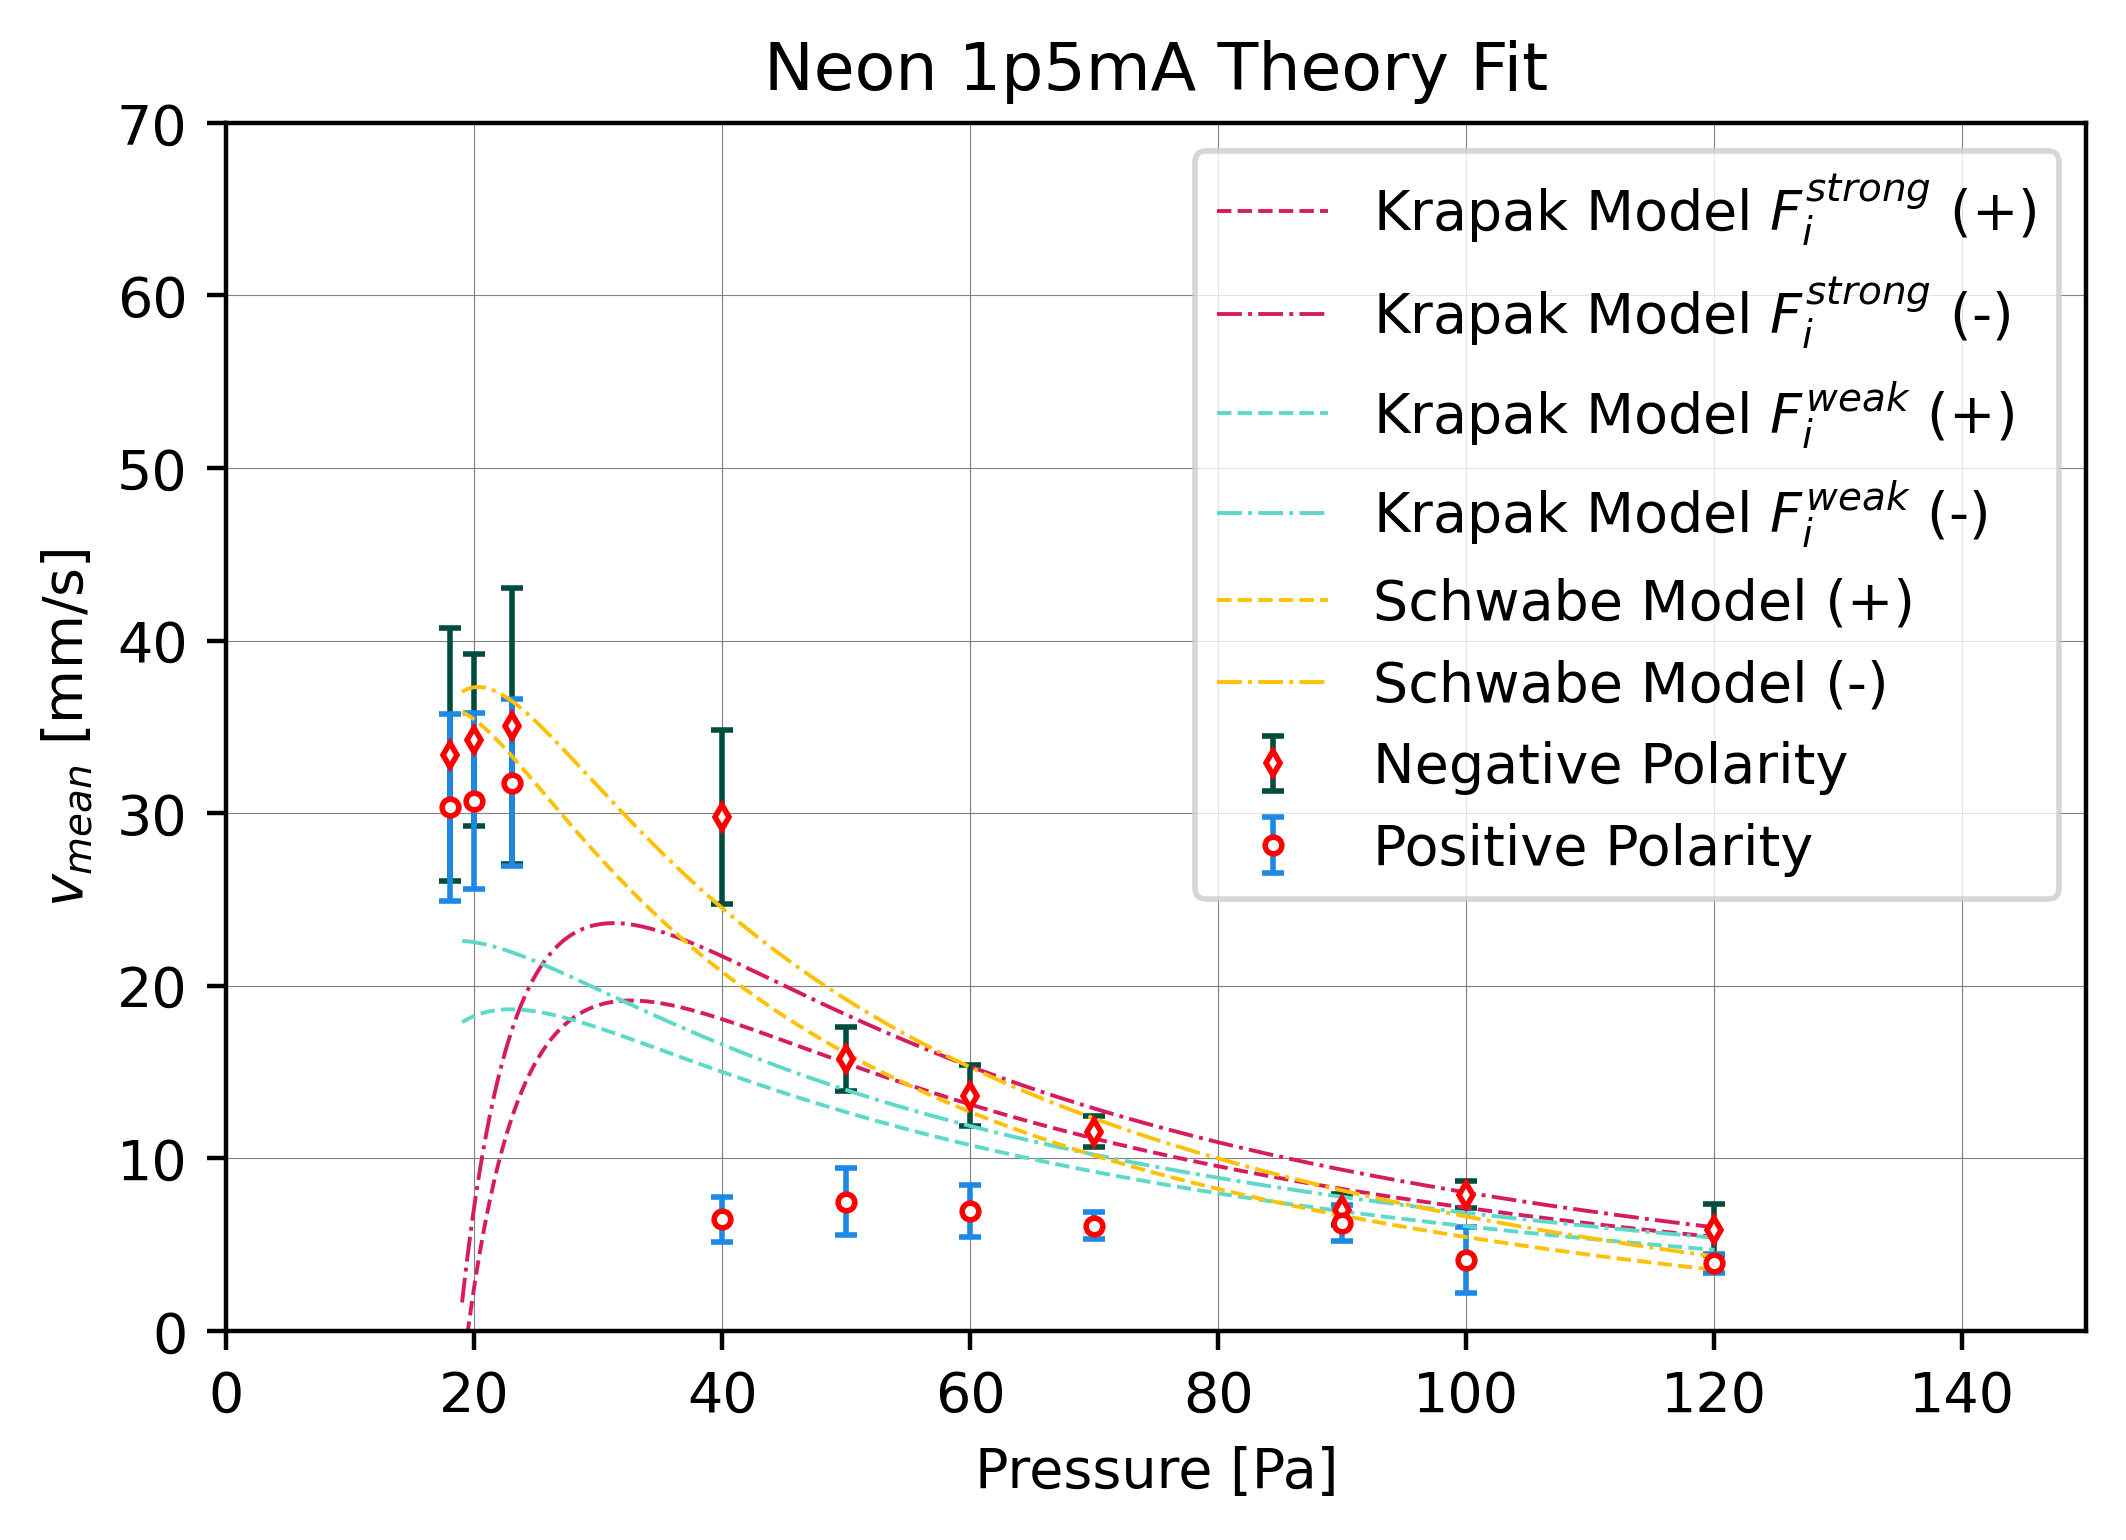 Neon 1p5mA Theory Fit
70
60
50
40
30
20
10
0
v_mean [mm/s]
Krapak Model F_i^strong (+)
Krapak Model F_i^strong (-)
Krapak Model F_i^weak (+)
Krapak Model F_i^weak (-)
Schwabe Model (+)
Schwabe Model (-)
Negative Polarity
Positive Polarity
0 20 40 60 80 100 120 140
Pressure [Pa]